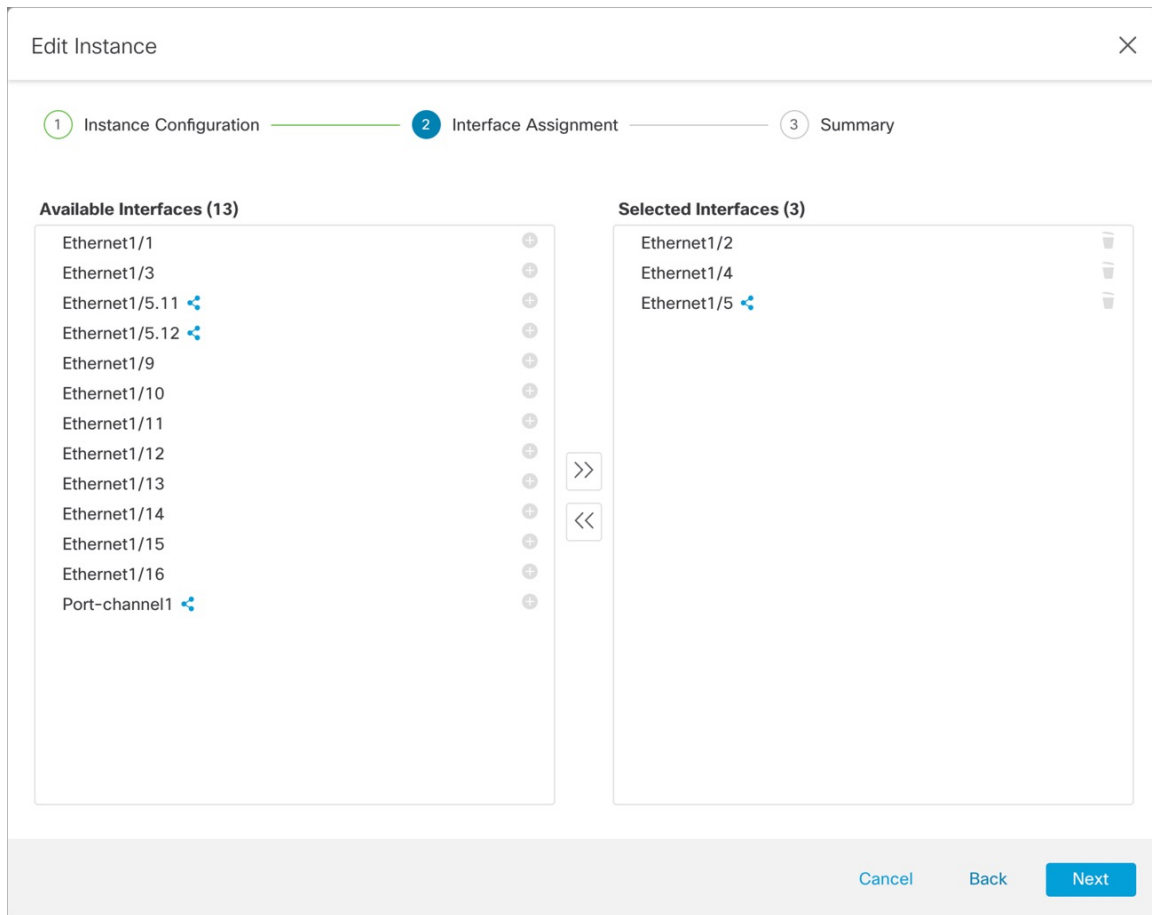 Edit Instance
1 Instance Configuration 2 Interface Assignment 3 Summary
Available Interfaces (13)
Ethernet1/1
Ethernet1/3
Ethernet1/5.11
Ethernet1/5.12
Ethernet1/9
Ethernet1/10
Ethernet1/11
Ethernet1/12
Ethernet1/13
Ethernet1/14
Ethernet1/15
Ethernet1/16
Port-channel1
Selected Interfaces (3)
Ethernet1/2
Ethernet1/4
Ethernet1/5
Cancel Back Next